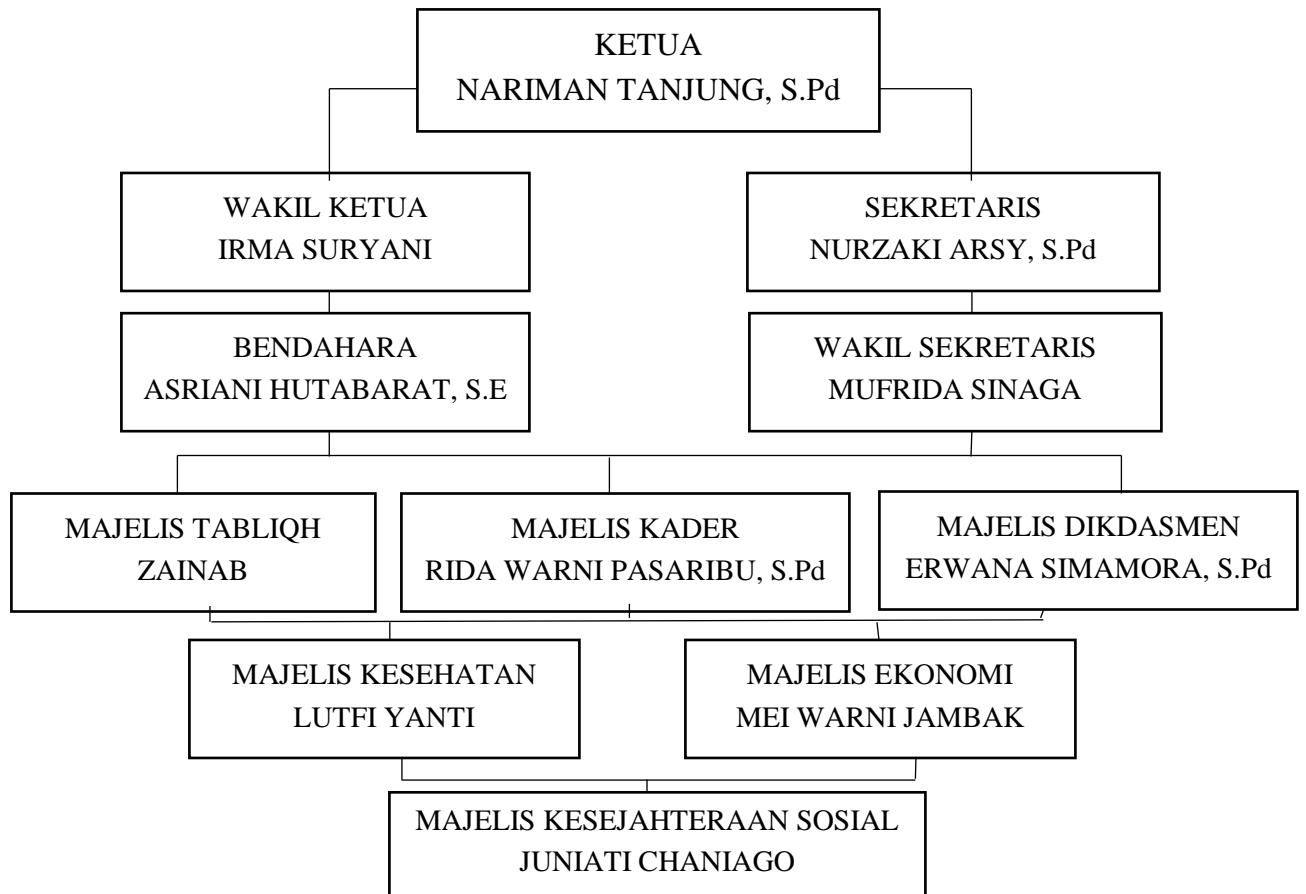 KETUA
NARIMAN TANJUNG, S.Pd
WAKIL KETUA
IRMA SURYANI
SEKRETARIS
NURZAKI ARSY, S.Pd
BENDAHARA
ASRIANI HUTABARAT, S.E
WAKIL SEKRETARIS
MUFRIDA SINAGA
MAJELIS TABLIQH
ZAINAB
MAJELIS KADER
RIDA WARNI PASARIBU, S.Pd
MAJELIS DIKDASMEN
ERWANA SIMAMORA, S.Pd
MAJELIS KESEHATAN
LUTFI YANTI
MAJELIS EKONOMI
MEI WARNI JAMBAK
MAJELIS KESEJAHTERAAN SOSIAL
JUNIATI CHANIAGO